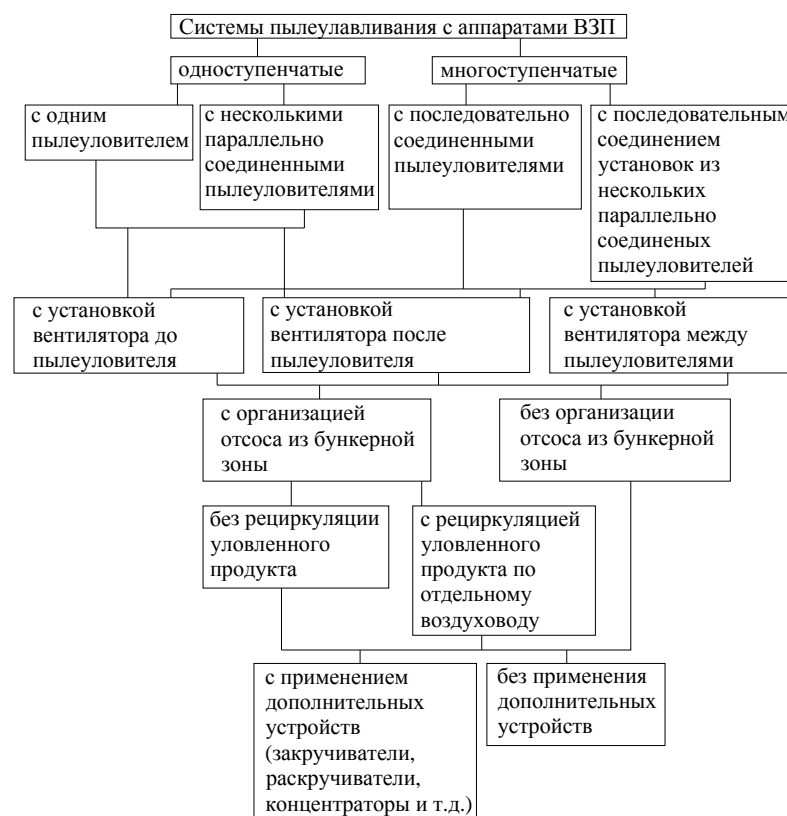 Системы пылеулавливания с аппаратами ВЗП
одноступенчатые
многоступенчатые
с одним
пылеуловителем
с несколькими
параллельно
соединенными
пылеуловителями
с последовательно
соединенными
пылеуловителями
с последовательным
соединением
установок из
нескольких
параллельно
соединеных
пылеуловителей
с установкой
вентилятора до
пылеуловителя
с установкой
вентилятора после
пылеуловителя
с установкой
вентилятора между
пылеуловителями
с организацией
отсоса из бункерной
зоны
без организации
отсоса из бункерной
зоны
без рециркуляции
уловленного
продукта
с рециркуляцией
уловленного
продукта по
отдельному
воздуховоду
с применением
дополнительных
устройств
(закручиватели,
раскручиватели,
концентраторы и т.д.)
без применения
дополнительных
устройств